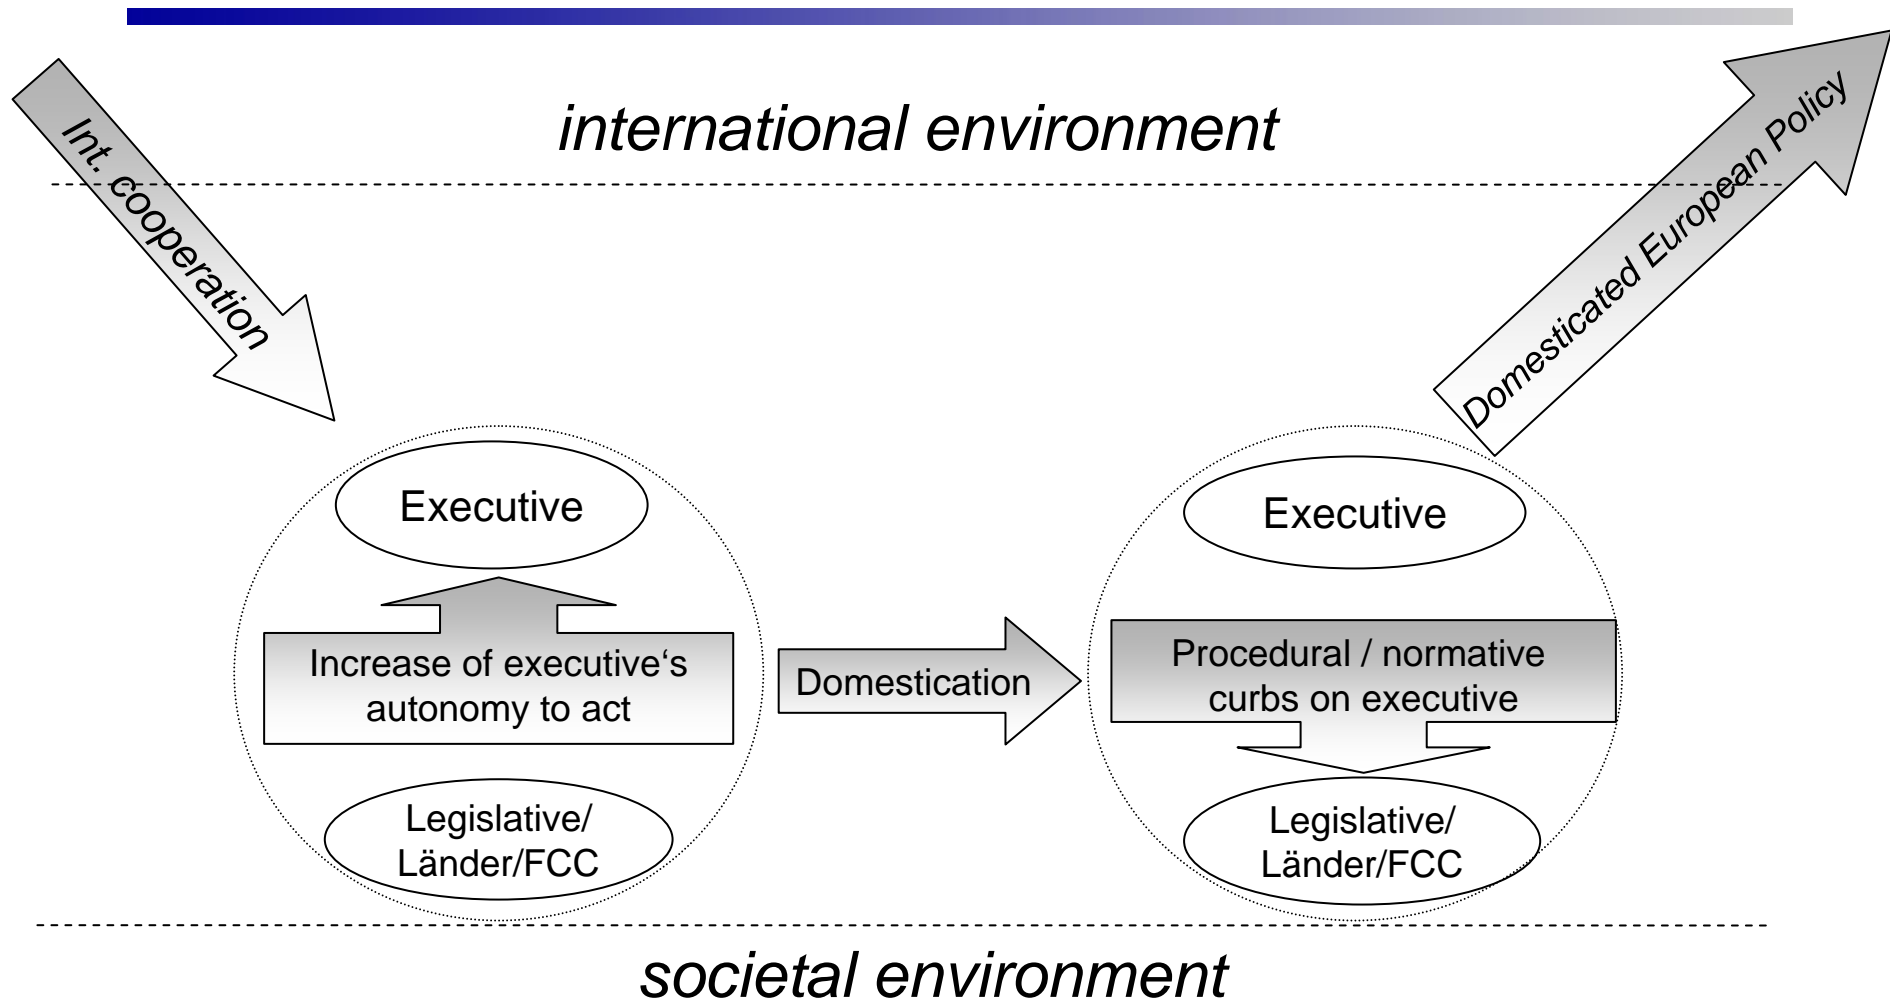 international environment
Int. cooperation
Domesticated European Policy
Executive
Increase of executive‘s
autonomy to act
Legislative/
Länder/FCC
Domestication
Executive
Procedural / normative
curbs on executive
Legislative/
Länder/FCC
societal environment